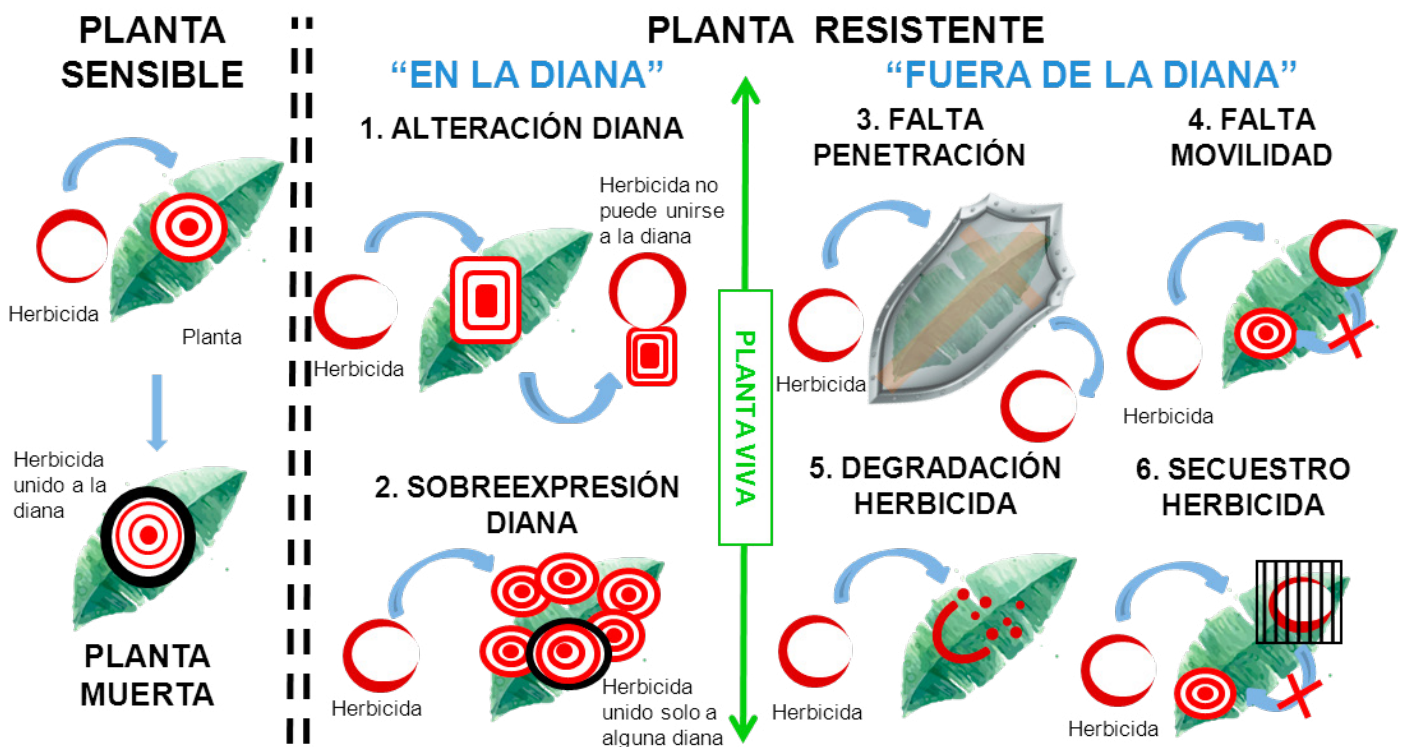 PLANTA
SENSIBLE
Herbicida
Planta
Herbicida
unido a la
diana
PLANTA
MUERTA
PLANTA RESISTENTE
“EN LA DIANA”
1. ALTERACIÓN DIANA
Herbicida no
puede unirse
a la diana
Herbicida
2. SOBREEXPRESIÓN
DIANA
Herbicida
Herbicida
unido solo a
alguna diana
PLANTA VIVA
“FUERA DE LA DIANA”
3. FALTA
PENETRACIÓN
Herbicida
4. FALTA
MOVILIDAD
Herbicida
5. DEGRADACIÓN
HERBICIDA
Herbicida
6. SECUESTRO
HERBICIDA
Herbicida